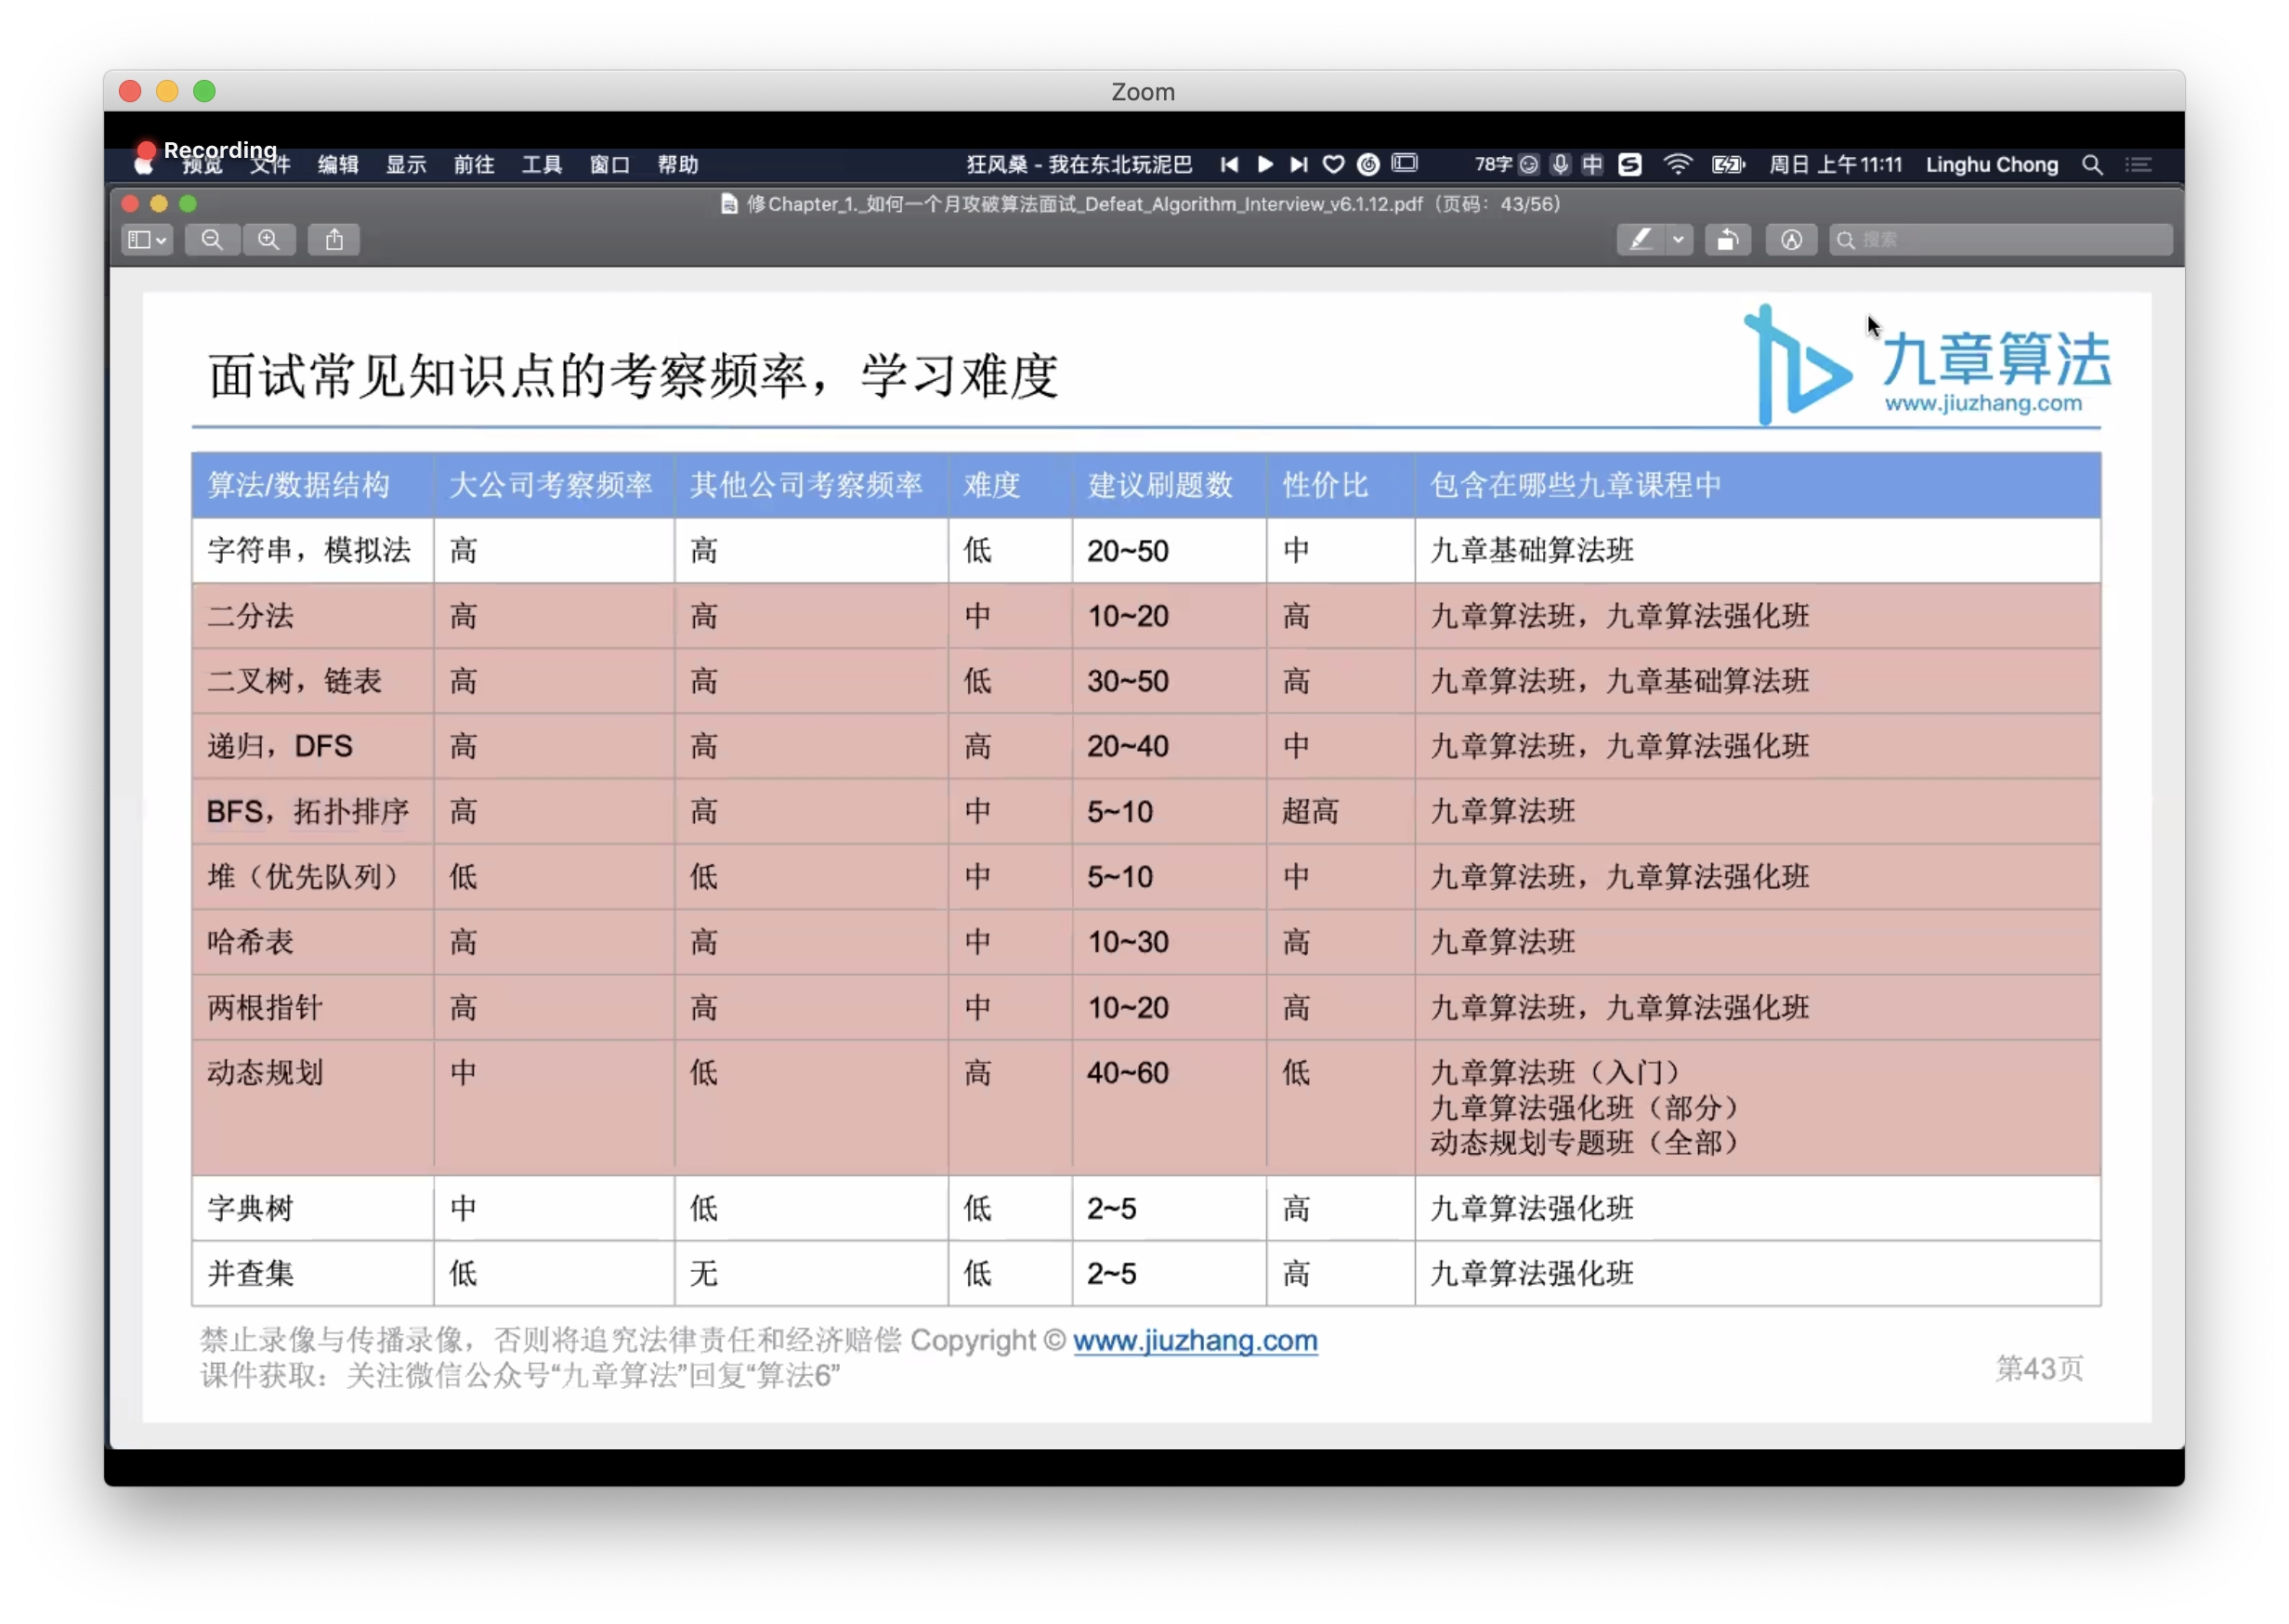 Zoom
Recording
预览 文件 编辑 显示 前往 工具 窗口 帮助 狂风桑 - 我在东北玩泥巴 78字 中 S 周日 上午11:11 Linghu Chong
修Chapter_1._如何一个月攻破算法面试_Defeat_Algorithm_Interview_v6.1.12.pdf（页码：43/56）
搜索
面试常见知识点的考察频率，学习难度
九章算法
www.jiuzhang.com
算法/数据结构 大公司考察频率 其他公司考察频率 难度 建议刷题数 性价比 包含在哪些九章课程中
字符串，模拟法 高 高 低 20~50 中 九章基础算法班
二分法 高 高 中 10~20 高 九章算法班，九章算法强化班
二叉树，链表 高 高 低 30~50 高 九章算法班，九章基础算法班
递归，DFS 高 高 高 20~40 中 九章算法班，九章算法强化班
BFS，拓扑排序 高 高 中 5~10 超高 九章算法班
堆（优先队列） 低 低 中 5~10 中 九章算法班，九章算法强化班
哈希表 高 高 中 10~30 高 九章算法班
两根指针 高 高 中 10~20 高 九章算法班，九章算法强化班
动态规划 中 低 高 40~60 低 九章算法班（入门）
九章算法强化班（部分）
动态规划专题班（全部）
字典树 中 低 低 2~5 高 九章算法强化班
并查集 低 无 低 2~5 高 九章算法强化班
禁止录像与传播录像，否则将追究法律责任和经济赔偿 Copyright © www.jiuzhang.com
课件获取：关注微信公众号“九章算法”回复“算法6”
第43页